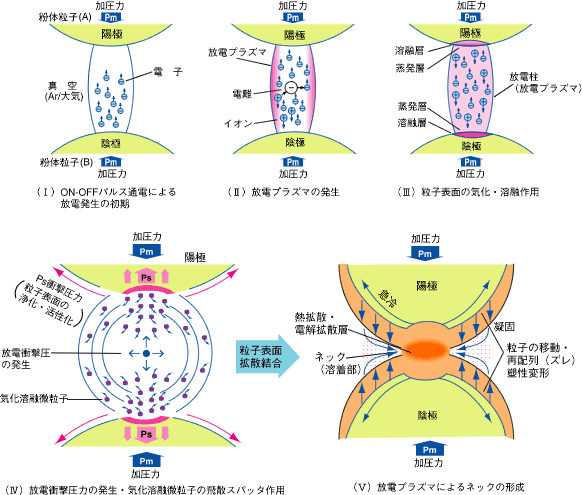 加圧力
Pm
粉体粒子(A)
陽極
真 空
(Ar/大気)
電 子
陰極
粉体粒子(B)
Pm
加圧力
(Ⅰ) ON-OFFパルス通電による
放電発生の初期
加圧力
Pm
陽極
放電プラズマ
電離
イオン
陰極
Pm
加圧力
(Ⅱ) 放電プラズマの発生
加圧力
Pm
陽極
溶融層
蒸発層
放電柱
(放電プラズマ)
蒸発層
溶融層
陰極
Pm
加圧力
(Ⅲ) 粒子表面の気化・溶融作用
加圧力
Pm
陽極
Ps
Ps衝撃圧力
(粒子表面の
浄化・活性化)
放電衝撃圧
の発生
気化溶融微粒子
Ps
陰極
Pm
加圧力
(Ⅳ) 放電衝撃圧力の発生・気化溶融微粒子の飛散スパッタ作用
粒子表面
拡散結合
加圧力
Pm
陽極
急冷
熱拡散・
電解拡散層
凝固
ネック
(溶着部)
粒子の移動・
再配列(ズレ)
塑性変形
陰極
Pm
加圧力
(Ⅴ) 放電プラズマによるネックの形成